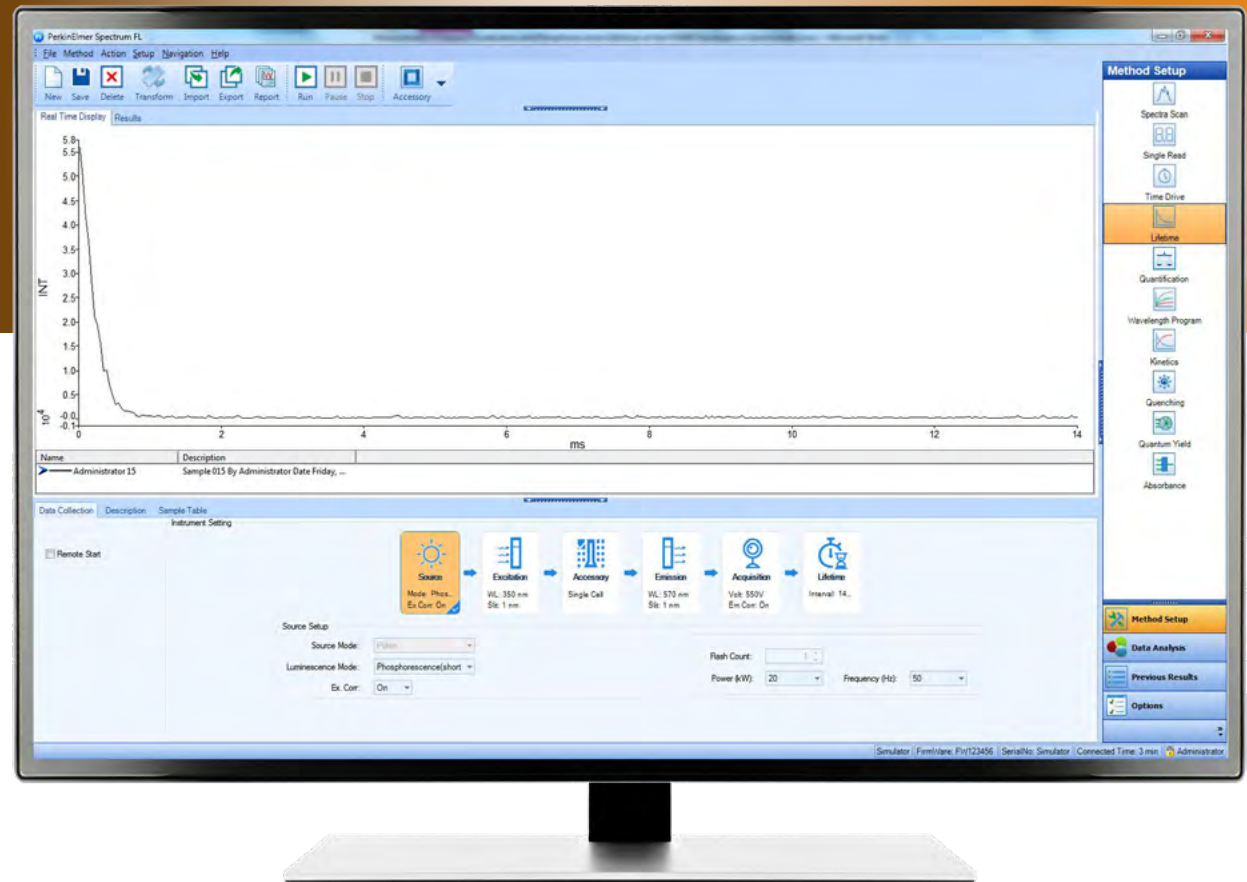 PerkinElmer Spectrum FL
File Method Action Setup Navigation Help
New Save Delete Transform Import Export Report Run Pause Stop Accessory
Real Time Display Results
5.8
5.5
5.0
4.5
4.0
3.5
3.0
2.5
2.0
1.5
1.0
0.5
-0.0
-0.1
INT
10^4
0 2 4 6 8 10 12 14
ms
Name Description
Administrator 15 Sample 015 By Administrator Date Friday, ...
Data Collection Description Sample Table
Instrument Setting
Remote Start
Source
Mode: Phos...
Ex Corr: On
Excitation
WL: 350 nm
Slit: 1 nm
Accessory
Single Cell
Emission
WL: 570 nm
Slit: 1 nm
Acquisition
Volt: 550V
Em Corr: On
Lifetime
Interval: 14...
Source Setup
Source Mode: Pulse
Luminescence Mode: Phosphorescence(short
Ex. Corr: On
Flash Count: 1
Power (kW): 20 Frequency (Hz): 50
Method Setup
Spectra Scan
Single Read
Time Drive
Lifetime
Quantification
Wavelength Program
Kinetics
Quenching
Quantum Yield
Absorbance
Method Setup
Data Analysis
Previous Results
Options
Simulator FirmWare: FW123456 SerialNo: Simulator Connected Time: 3 min Administrator